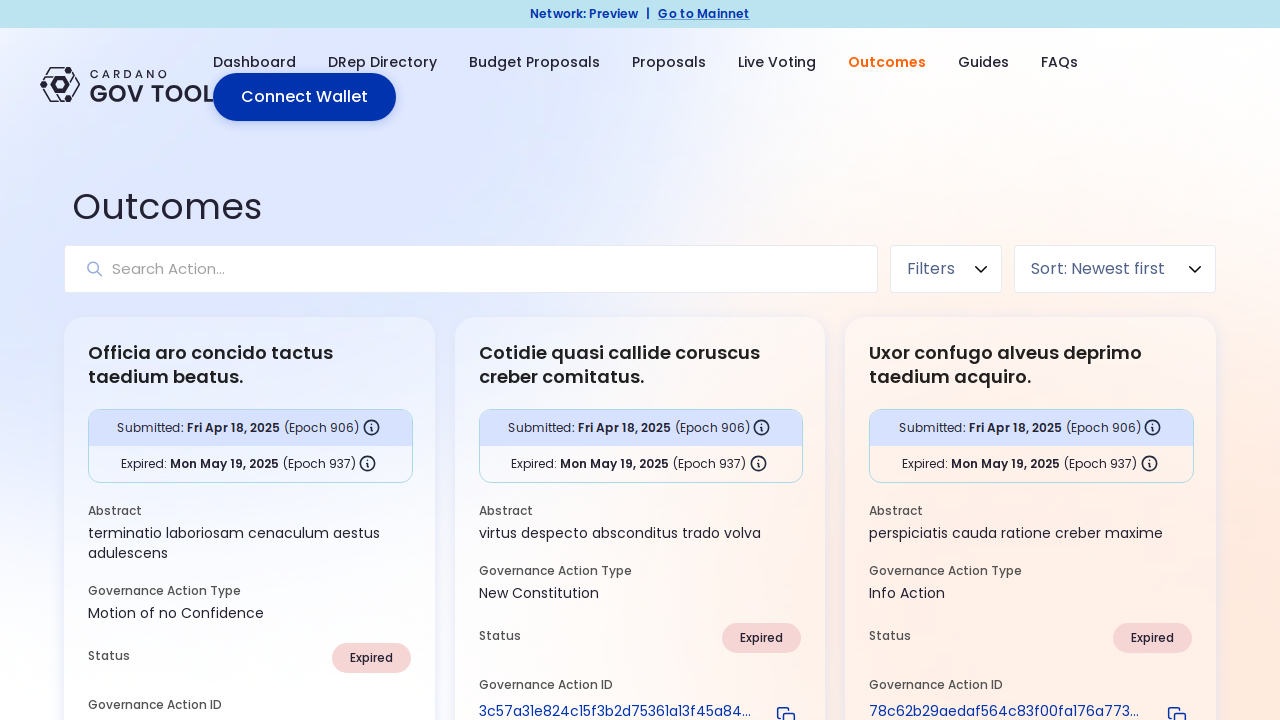 Network: Preview | Go to Mainnet
CARDANO
GOV TOOL
Dashboard DRep Directory Budget Proposals Proposals Live Voting Outcomes Guides FAQs
Connect Wallet
Outcomes
Search Action...
Filters
Sort: Newest first
Officia aro concido tactus
taedium beatus.
Submitted: Fri Apr 18, 2025 (Epoch 906)
Expired: Mon May 19, 2025 (Epoch 937)
Abstract
terminatio laboriosam cenaculum aestus
adulescens
Governance Action Type
Motion of no Confidence
Status
Expired
Governance Action ID
Cotidie quasi callide coruscus
creber comitatus.
Submitted: Fri Apr 18, 2025 (Epoch 906)
Expired: Mon May 19, 2025 (Epoch 937)
Abstract
virtus despecto absconditus trado volva
Governance Action Type
New Constitution
Status
Expired
Governance Action ID
3c57a31e824c15f3b2d75361a13f45a84...
Uxor confugo alveus deprimo
taedium acquiro.
Submitted: Fri Apr 18, 2025 (Epoch 906)
Expired: Mon May 19, 2025 (Epoch 937)
Abstract
perspiciatis cauda ratione creber maxime
Governance Action Type
Info Action
Status
Expired
Governance Action ID
78c62b29aedaf564c83f00fa176a773...